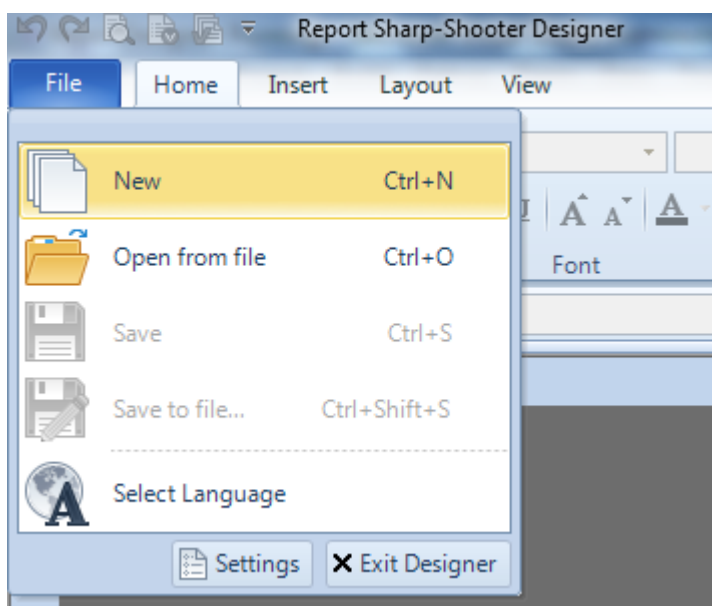 Report Sharp-Shooter Designer
File Home Insert Layout View
New Ctrl+N
Open from file Ctrl+O
Save Ctrl+S
Save to file... Ctrl+Shift+S
Select Language
Settings Exit Designer
U A A A
Font